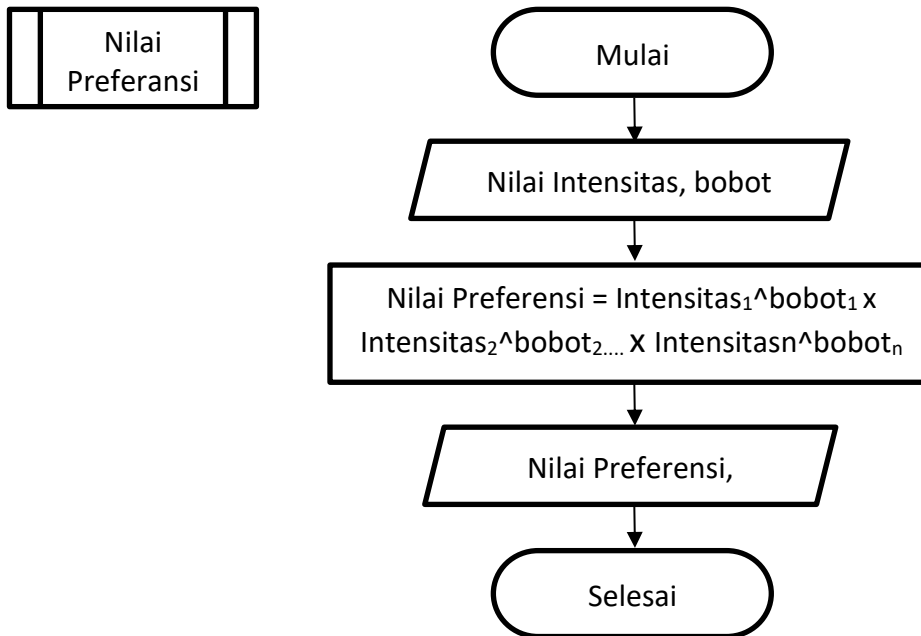 Nilai
Preferansi
Mulai
Nilai Intensitas, bobot
Nilai Preferensi = Intensitas₁^bobot₁ x
Intensitas₂^bobot₂.... x Intensitasn^bobotₙ
Nilai Preferensi,
Selesai